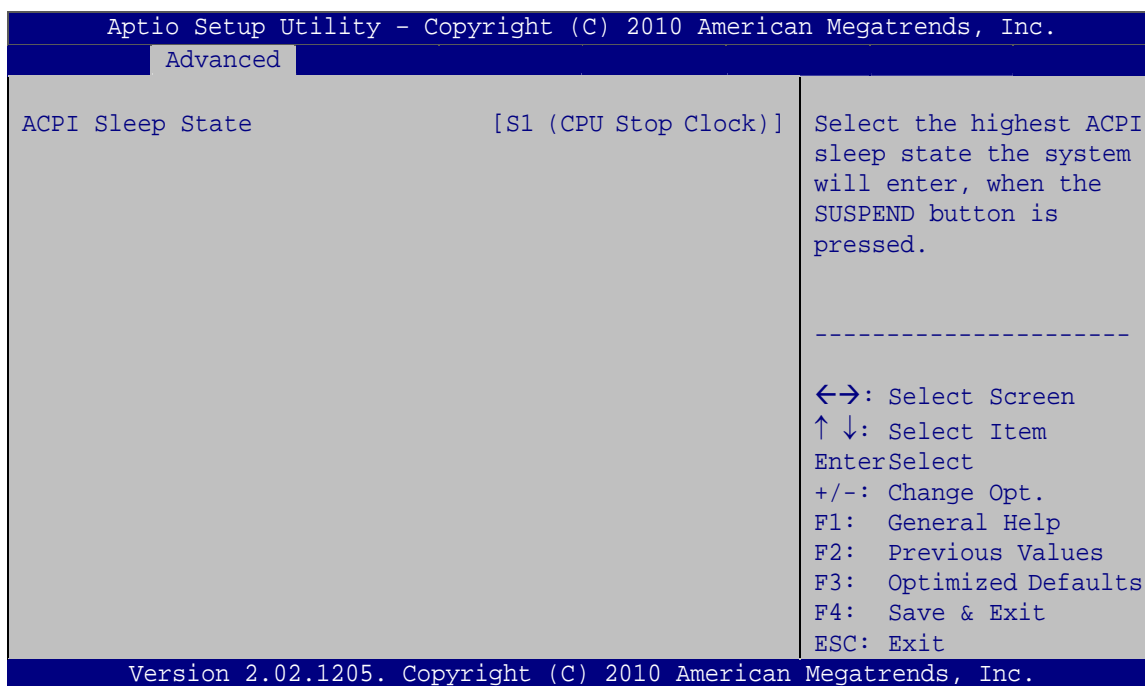 Aptio Setup Utility – Copyright (C) 2010 American Megatrends, Inc.
Advanced
ACPI Sleep State [S1 (CPU Stop Clock)]
Select the highest ACPI
sleep state the system
will enter, when the
SUSPEND button is
pressed.
----------------------
←→: Select Screen
↑ ↓: Select Item
EnterSelect
+/-: Change Opt.
F1: General Help
F2: Previous Values
F3: Optimized Defaults
F4: Save & Exit
ESC: Exit
Version 2.02.1205. Copyright (C) 2010 American Megatrends, Inc.